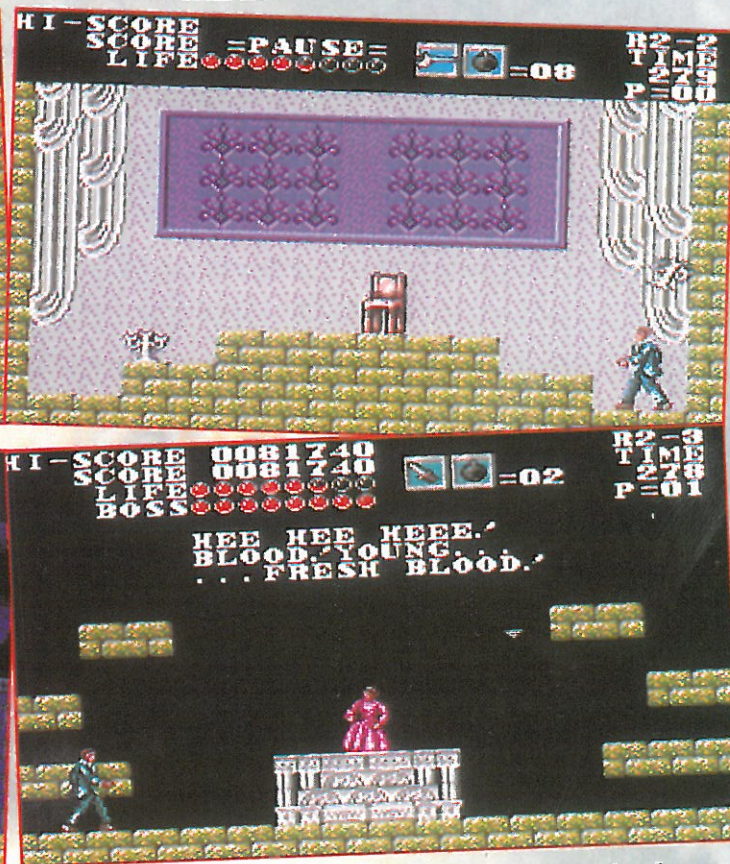 HI-SCORE
SCORE =PAUSE=
LIFE =08
R2-2
TIME
279
P=00
HI-SCORE 0081740
SCORE 0081740
LIFE =02
BOSS
R2-3
TIME
278
P=01
HEE HEE HEEE!
BLOOD! YOUNG...
...FRESH BLOOD!